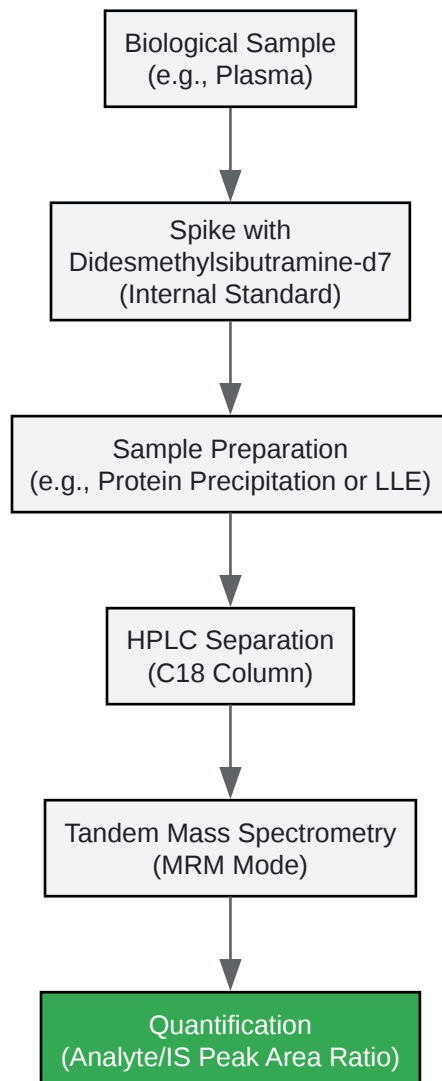 Biological Sample
(e.g., Plasma)
Spike with
Didesmethylsibutramine-d7
(Internal Standard)
Sample Preparation
(e.g., Protein Precipitation or LLE)
HPLC Separation
(C18 Column)
Tandem Mass Spectrometry
(MRM Mode)
Quantification
(Analyte/IS Peak Area Ratio)